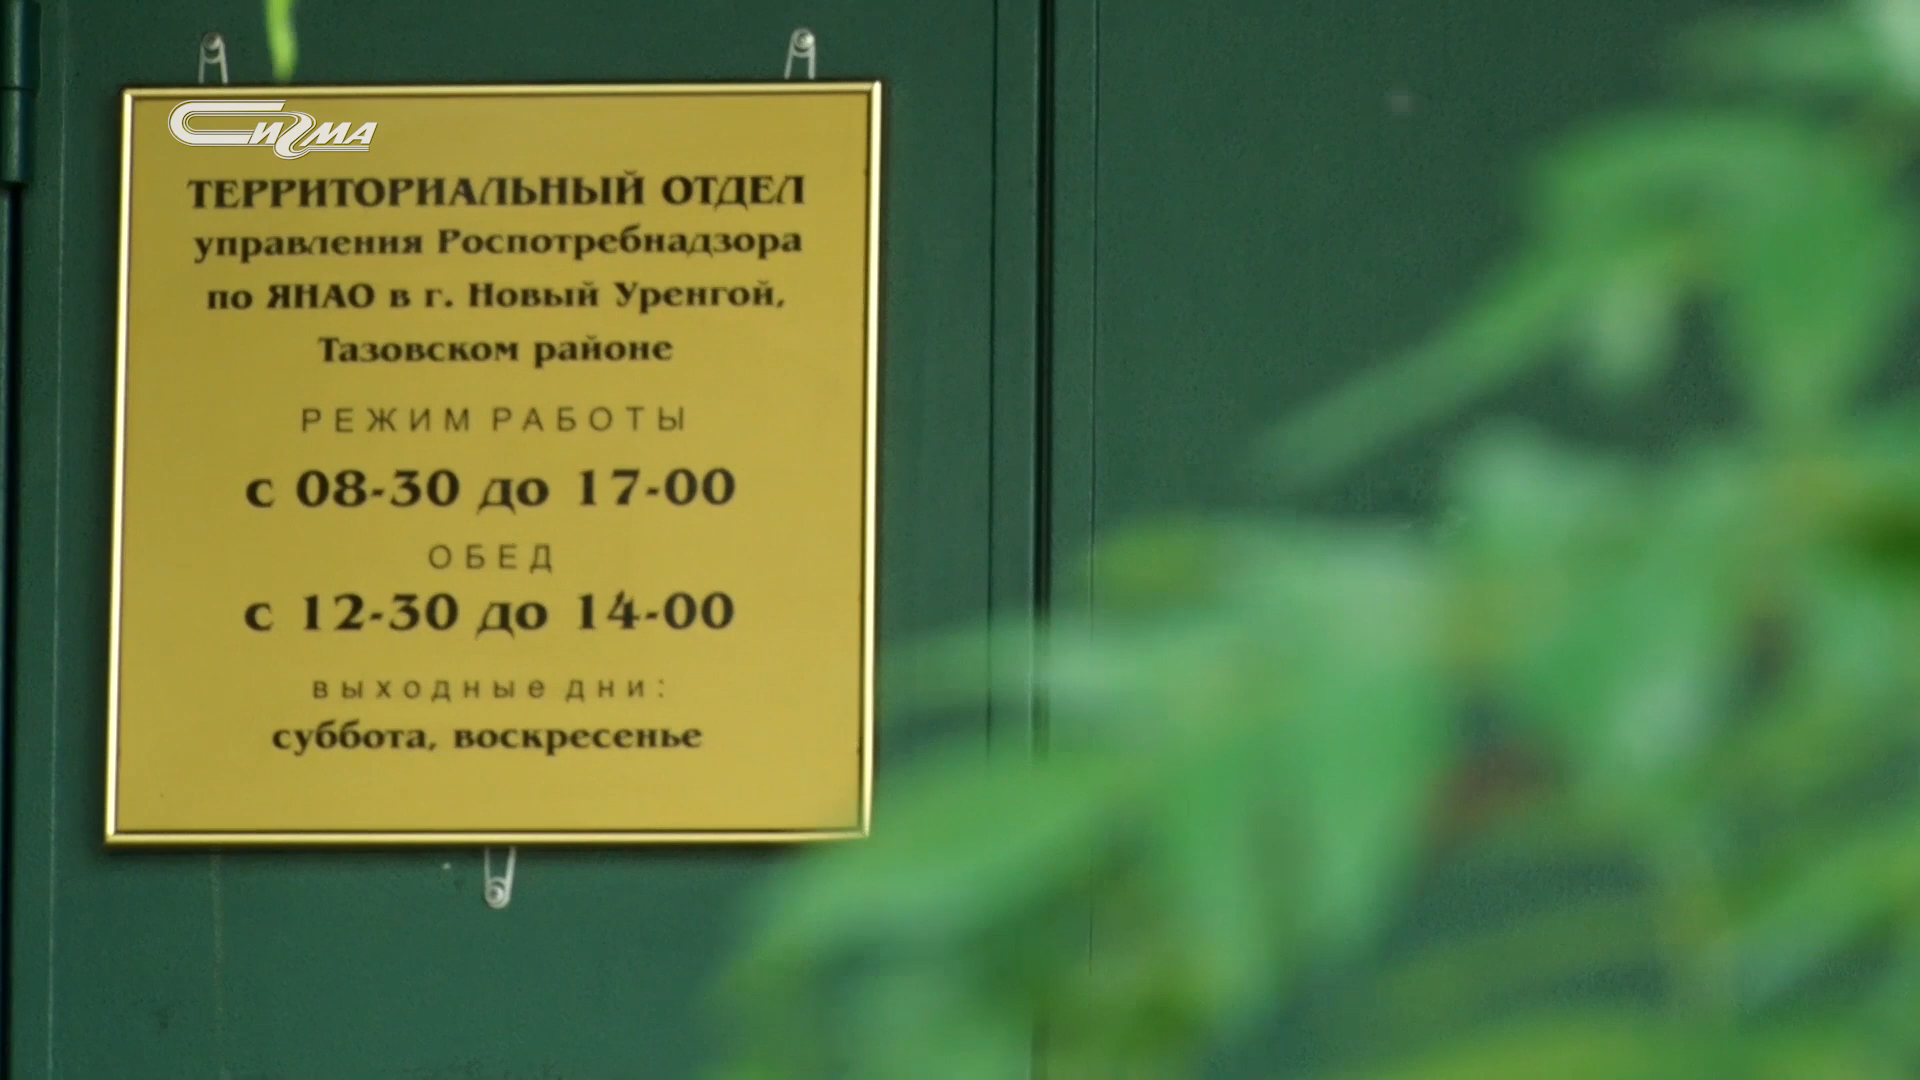 Сигма
ТЕРРИТОРИАЛЬНЫЙ ОТДЕЛ
управления Роспотребнадзора
по ЯНАО в г. Новый Уренгой,
Тазовском районе
РЕЖИМ РАБОТЫ
с 08-30 до 17-00
ОБЕД
с 12-30 до 14-00
выходные дни:
суббота, воскресенье